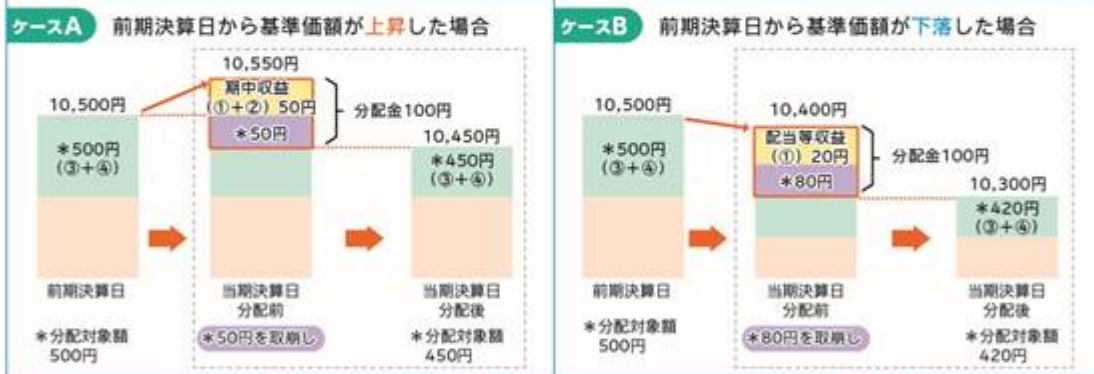 ケースA 前期決算日から基準価額が上昇した場合
10,550円
期中収益
(①+②) 50円
10,500円
分配金100円
*50円
10,450円
*500円
(③+④)
*450円
(③+④)
前期決算日
当期決算日
分配前
当期決算日
分配後
*分配対象額
500円
*50円を取崩し
*分配対象額
450円
ケースB 前期決算日から基準価額が下落した場合
10,500円
10,400円
配当等収益
(①) 20円
分配金100円
*80円
*500円
(③+④)
10,300円
*420円
(③+④)
前期決算日
当期決算日
分配前
当期決算日
分配後
*分配対象額
500円
*80円を取崩し
*分配対象額
420円